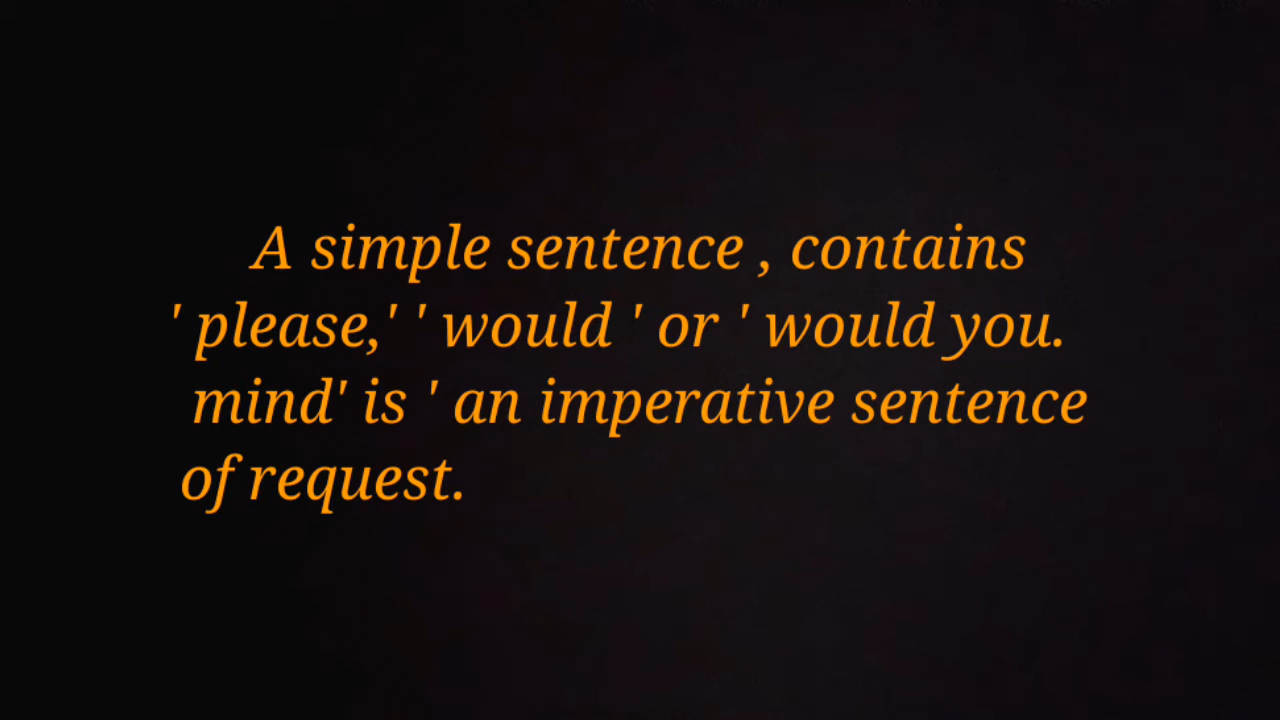 A simple sentence , contains
' please,' ' would ' or ' would you.
mind' is ' an imperative sentence
of request.